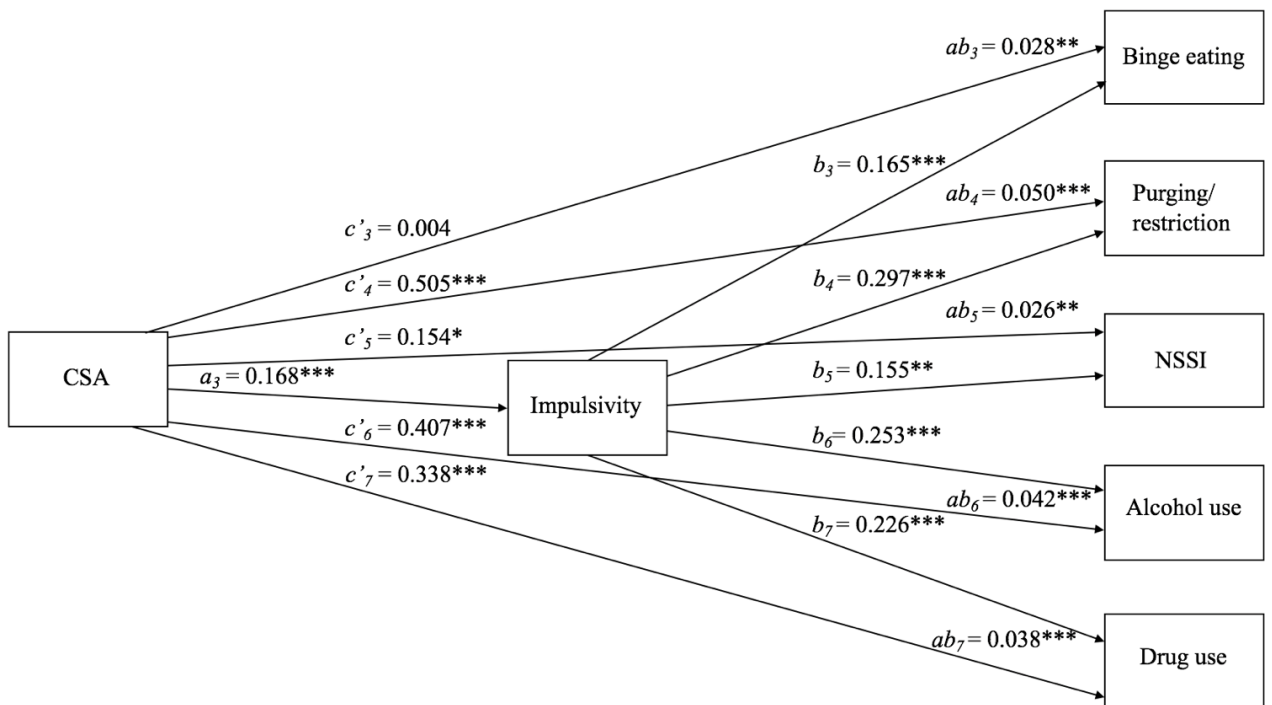 ab₃ = 0.028**
Binge eating
b₃ = 0.165***
ab₄ = 0.050***
Purging/
restriction
c’₃ = 0.004
c’₄ = 0.505***
b₄ = 0.297***
ab₅ = 0.026**
c’₅ = 0.154*
NSSI
CSA
a₃ = 0.168***
b₅ = 0.155**
Impulsivity
c’₆ = 0.407***
b₆= 0.253***
c’₇ = 0.338***
ab₆ = 0.042***
Alcohol use
b₇ = 0.226***
ab₇ = 0.038***
Drug use